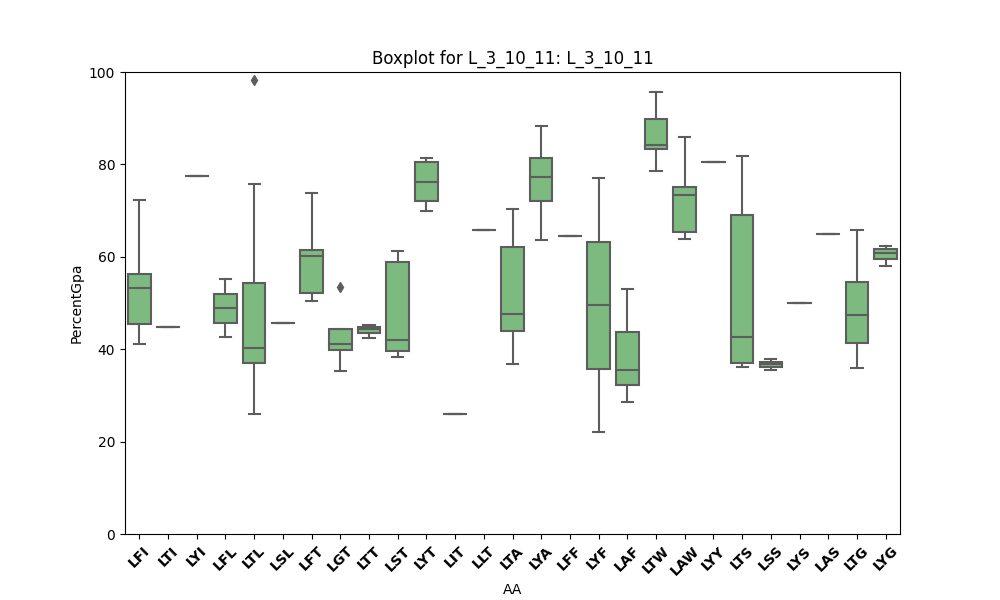 Boxplot for L_3_10_11: L_3_10_11
PercentGpa
100
80
60
40
20
0
LFI LTI LYI LFL LTL LSL LFT LGT LTT LST LYT LIT LLT LTA LYA LFF LYF LAF LTW LAW LYY LTS LSS LYS LAS LTG LYG
AA